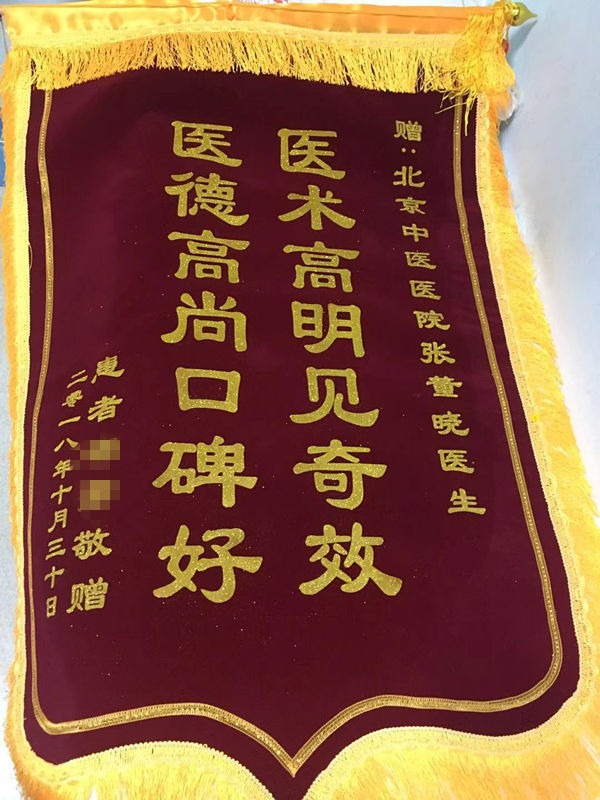 赠:北京中医医院张董晓医生
医术高明见奇效
医德高尚口碑好
患者 敬赠
二零一八年十月三十日